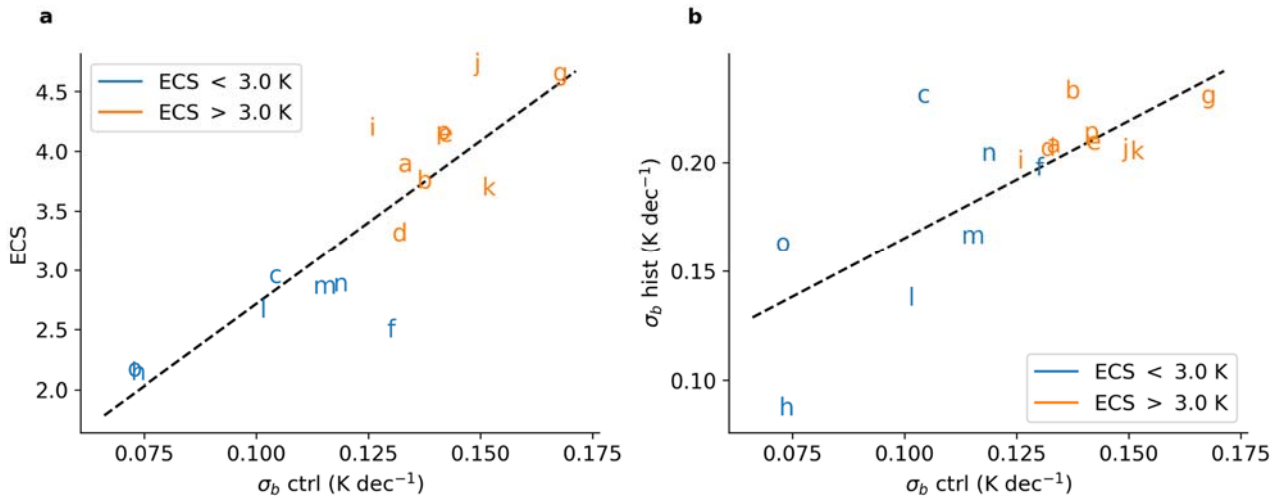 a
ECS < 3.0 K
ECS > 3.0 K
4.5
4.0
3.5
3.0
2.5
2.0
ECS
j
g
i
p
e
a
b
k
d
c
l
m
n
f
o
h
0.075 0.100 0.125 0.150 0.175
σb ctrl (K dec⁻¹)
b
0.20
0.15
0.10
σb hist (K dec⁻¹)
c
b
g
n
i
d
a
p
e
j
k
f
o
m
l
h
ECS < 3.0 K
ECS > 3.0 K
0.075 0.100 0.125 0.150 0.175
σb ctrl (K dec⁻¹)